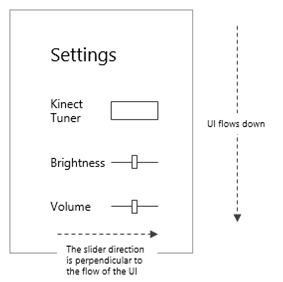 Settings
Kinect
Tuner
Brightness
Volume
UI flows down
The slider direction
is perpendicular to
the flow of the UI